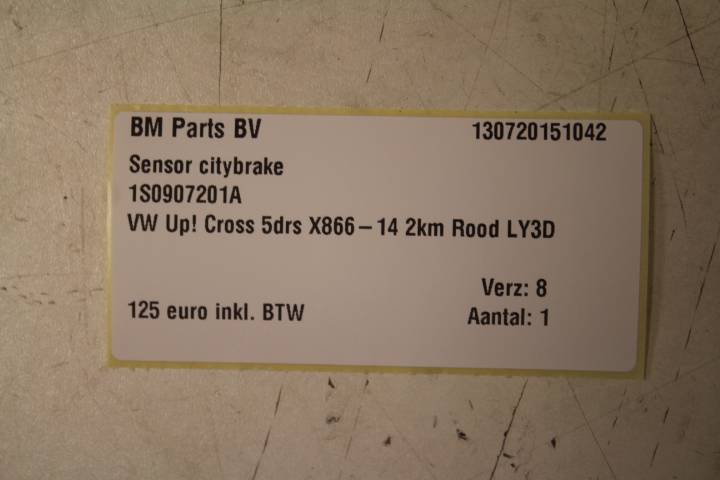 BM Parts BV 130720151042
Sensor citybrake
1S0907201A
VW Up! Cross 5drs X866-14 2km Rood LY3D
Verz: 8
125 euro inkl. BTW Aantal: 1